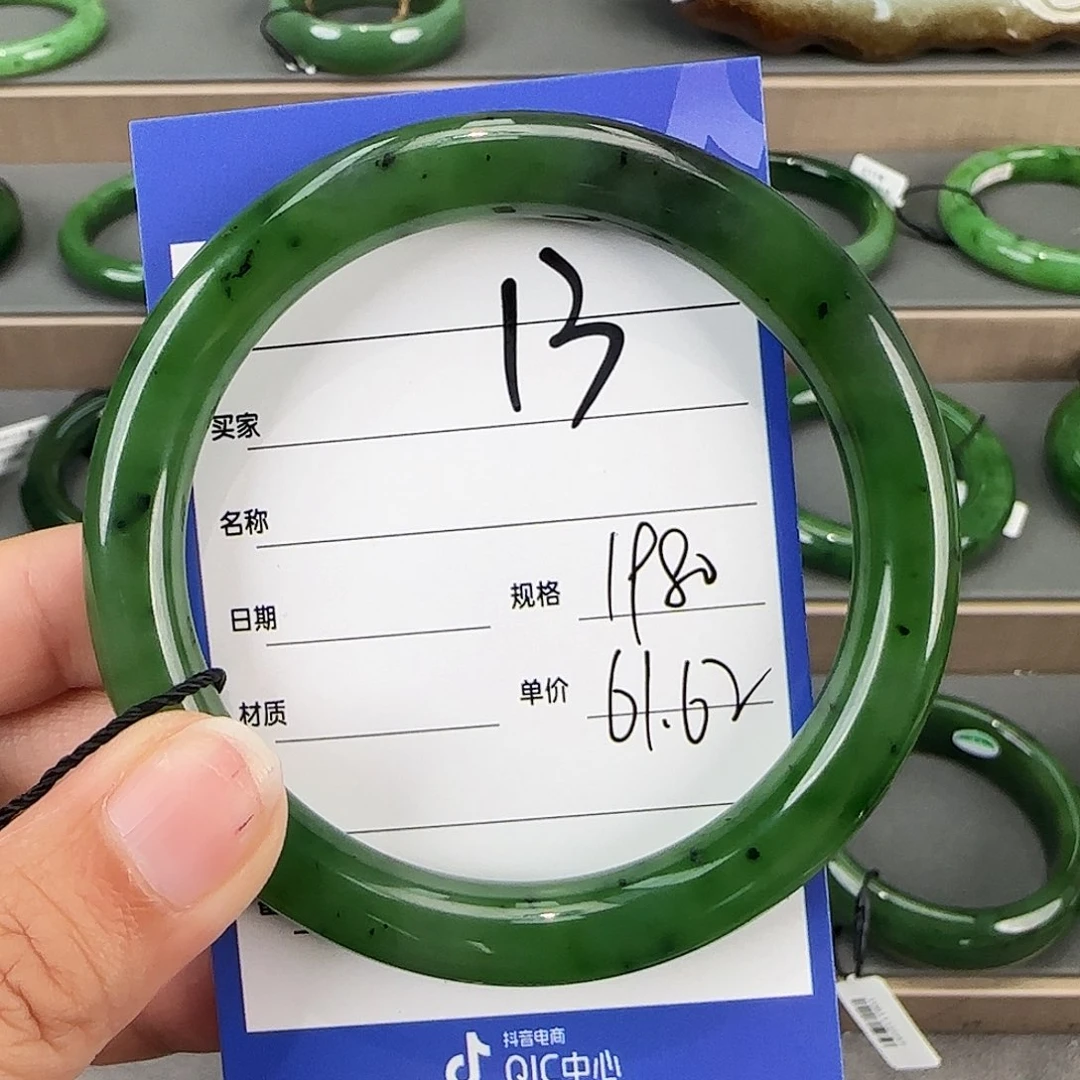 13
买家
名称
规格 1980
日期
单价 61.62
材质
抖音电商
QIC中心